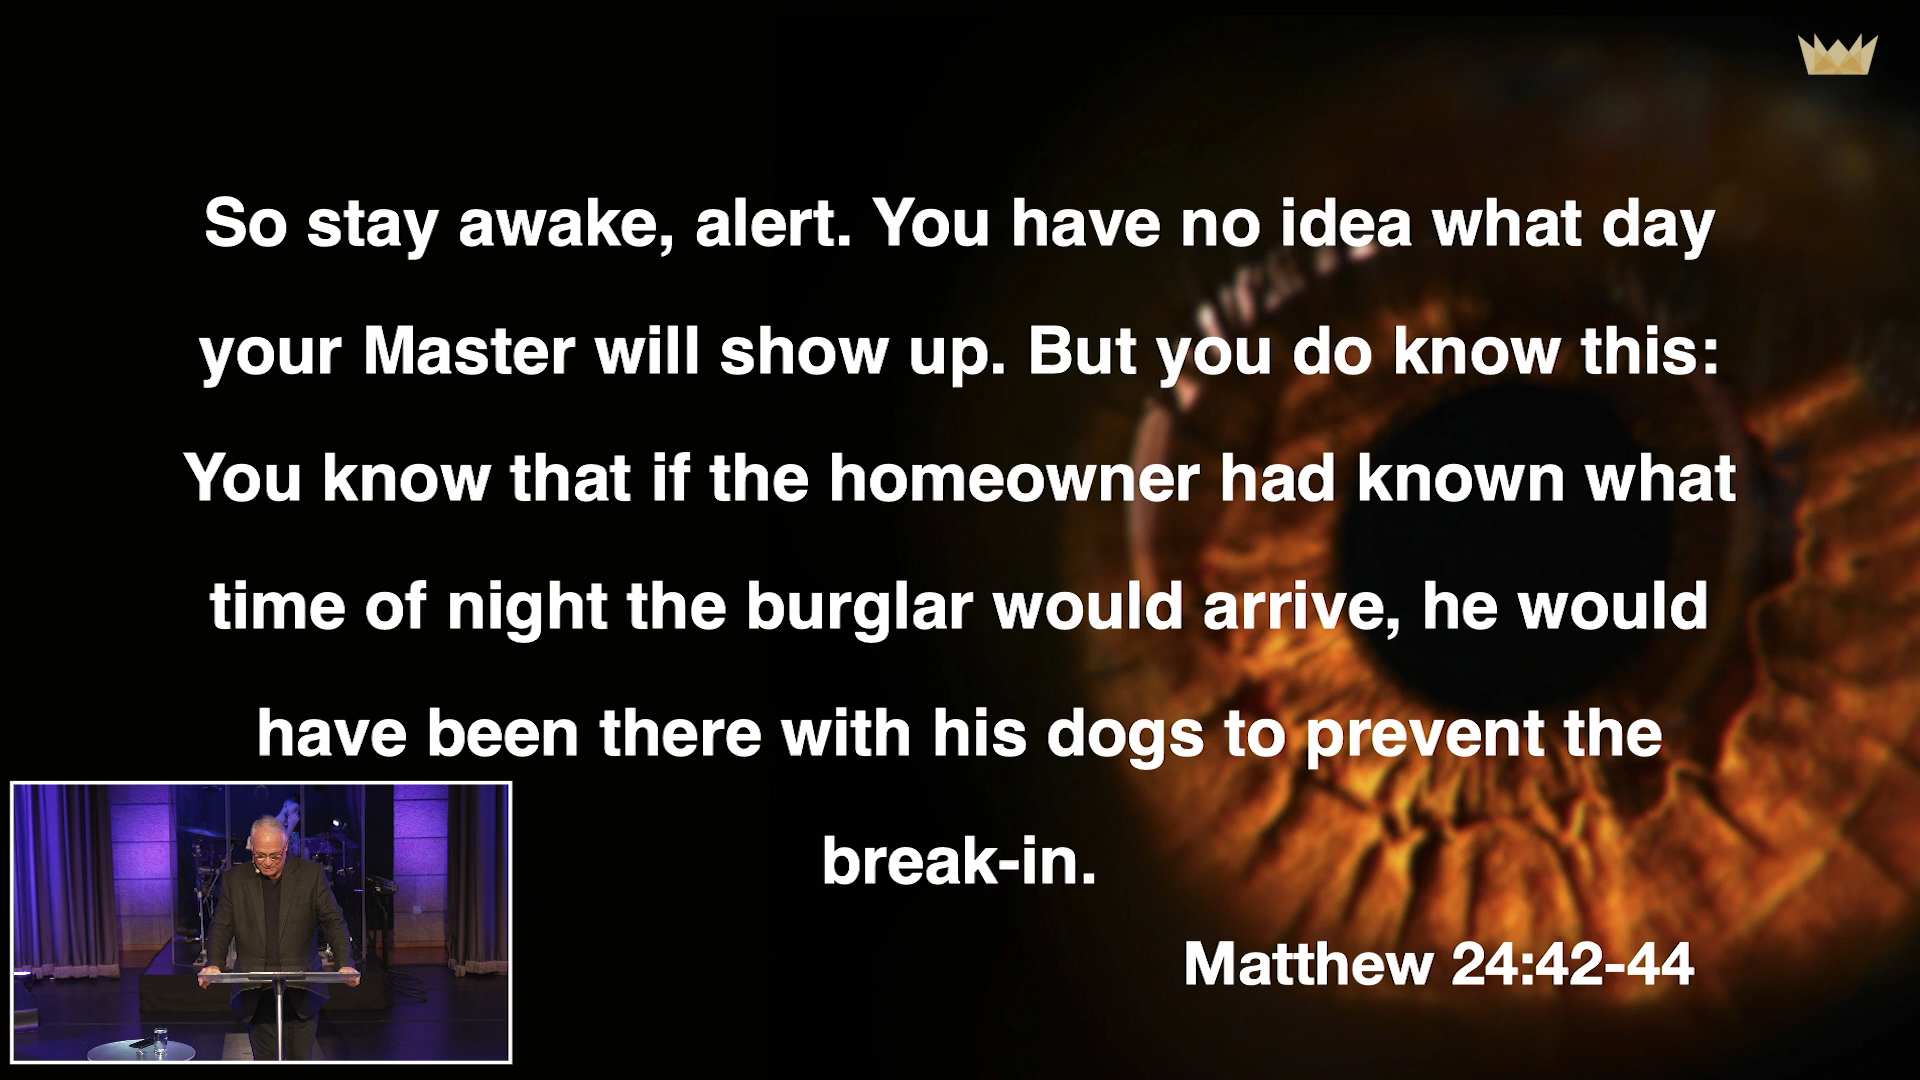 So stay awake, alert. You have no idea what day
your Master will show up. But you do know this:
You know that if the homeowner had known what
time of night the burglar would arrive, he would
have been there with his dogs to prevent the
break-in.
Matthew 24:42-44